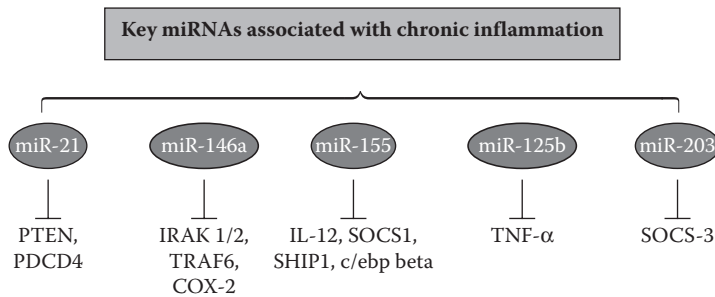 Key miRNAs associated with chronic inflammation
miR-21
miR-146a
miR-155
miR-125b
miR-203
PTEN,
PDCD4
IRAK 1/2,
TRAF6,
COX-2
IL-12, SOCS1,
SHIP1, c/ebp beta
TNF-α
SOCS-3